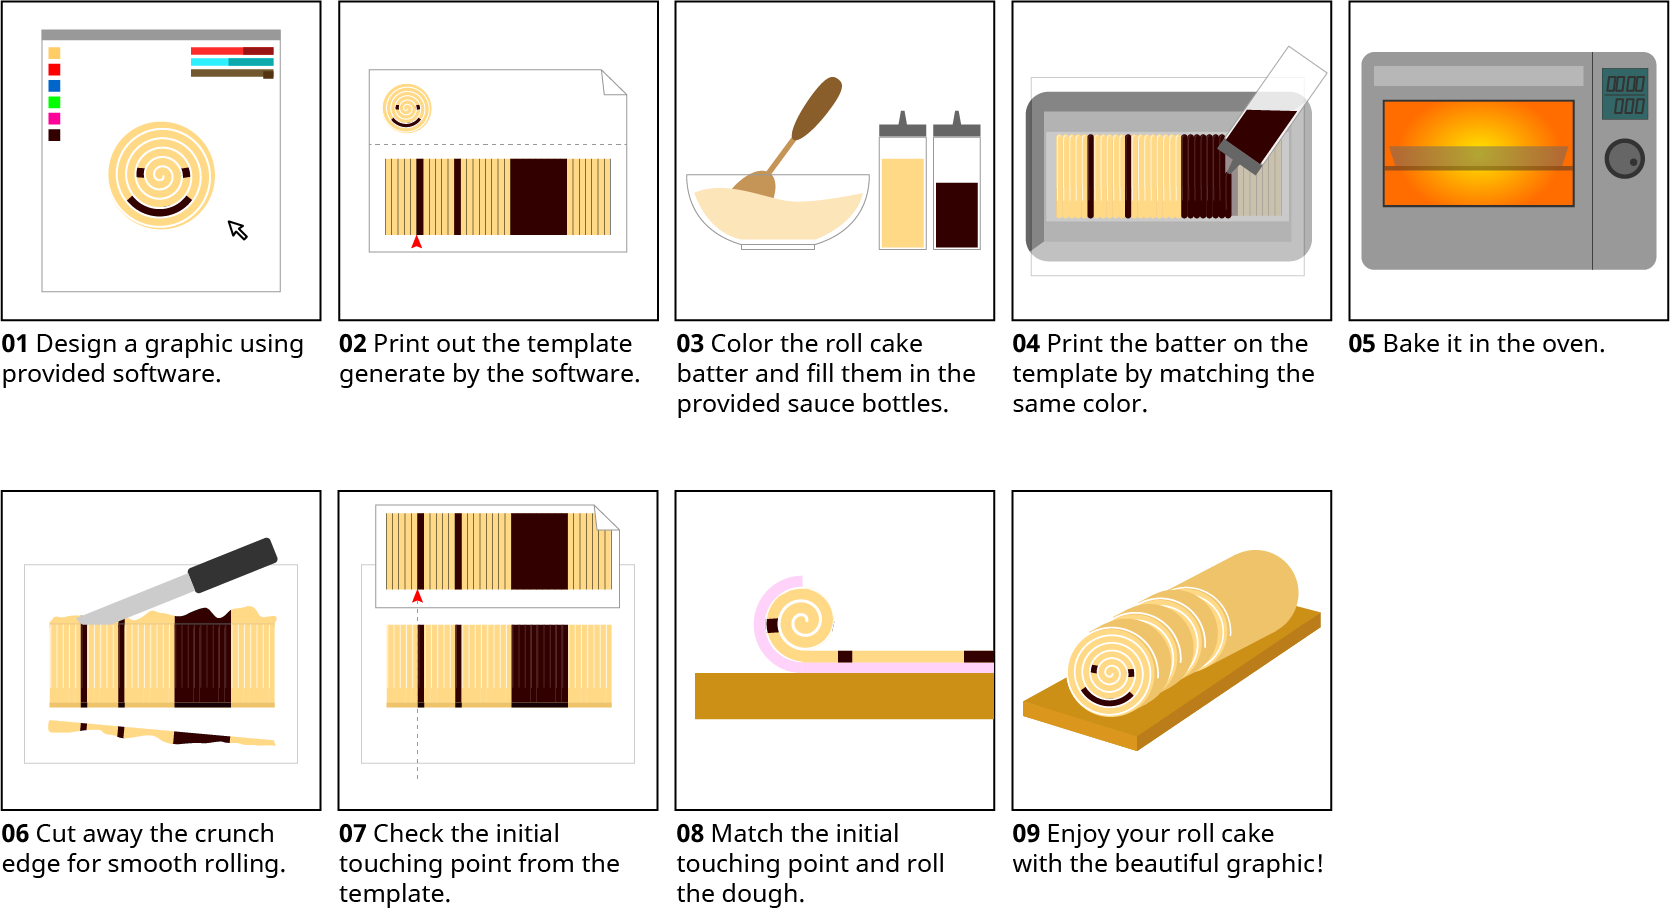 01 Design a graphic using
provided software.
02 Print out the template
generate by the software.
03 Color the roll cake
batter and fill them in the
provided sauce bottles.
04 Print the batter on the
template by matching the
same color.
05 Bake it in the oven.
06 Cut away the crunch
edge for smooth rolling.
07 Check the initial
touching point from the
template.
08 Match the initial
touching point and roll
the dough.
09 Enjoy your roll cake
with the beautiful graphic!